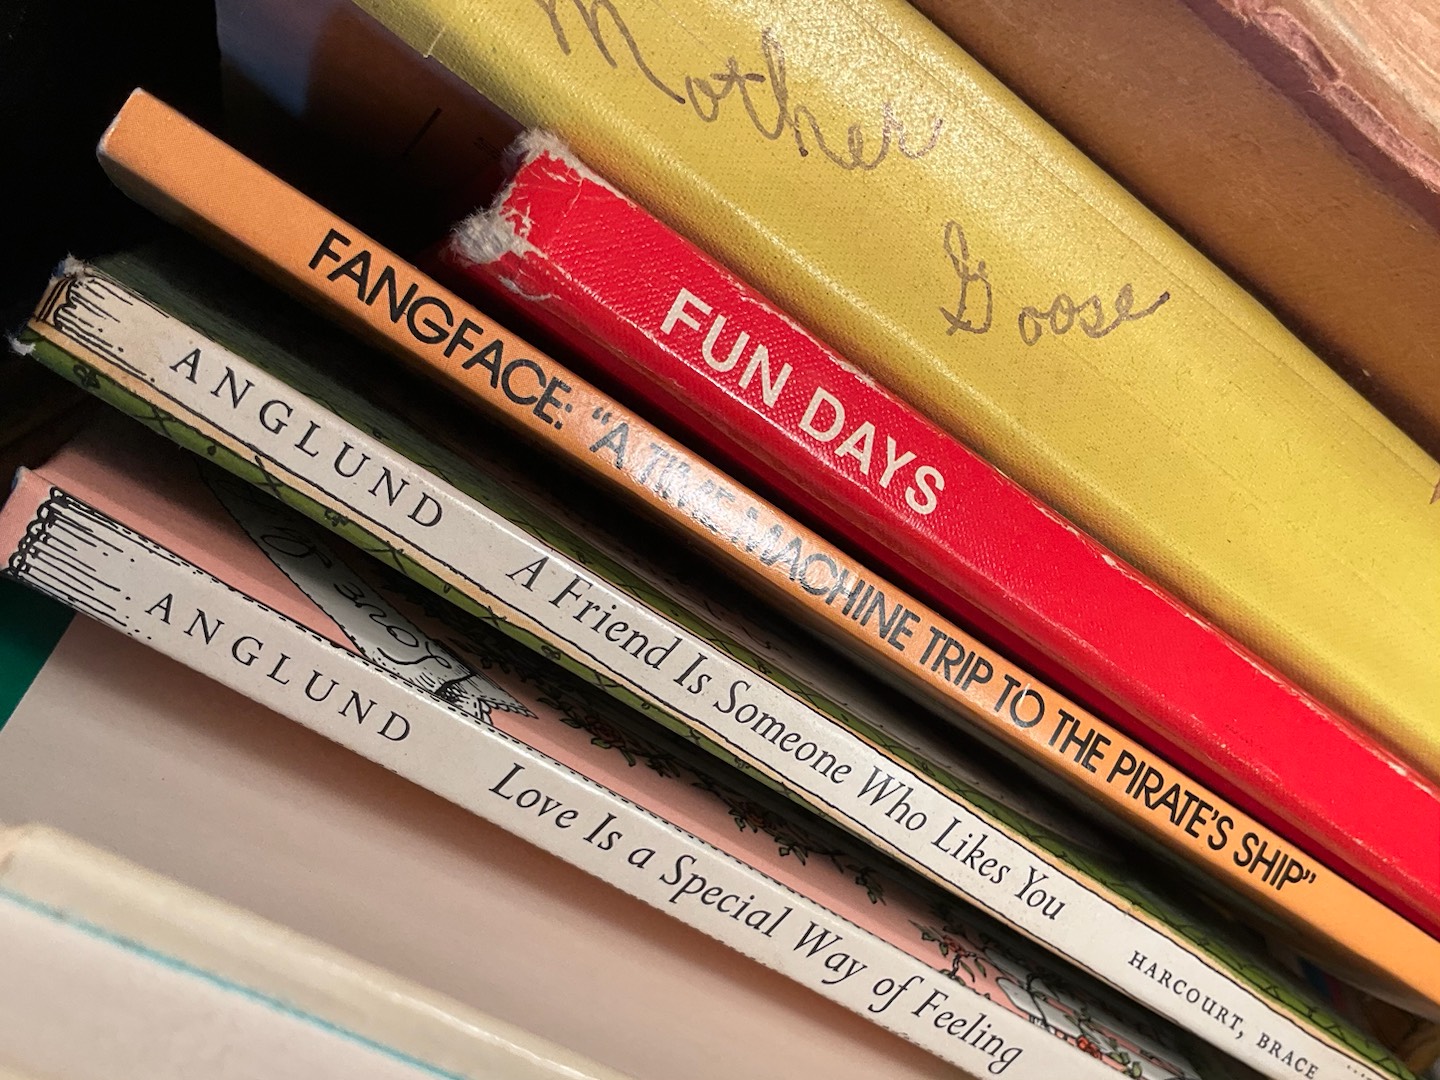 Mother Goose
FUN DAYS
FANGFACE: "A TIME MACHINE TRIP TO THE PIRATE'S SHIP"
ANGLUND A Friend Is Someone Who Likes You HARCOURT, BRACE
ANGLUND Love Is a Special Way of Feeling